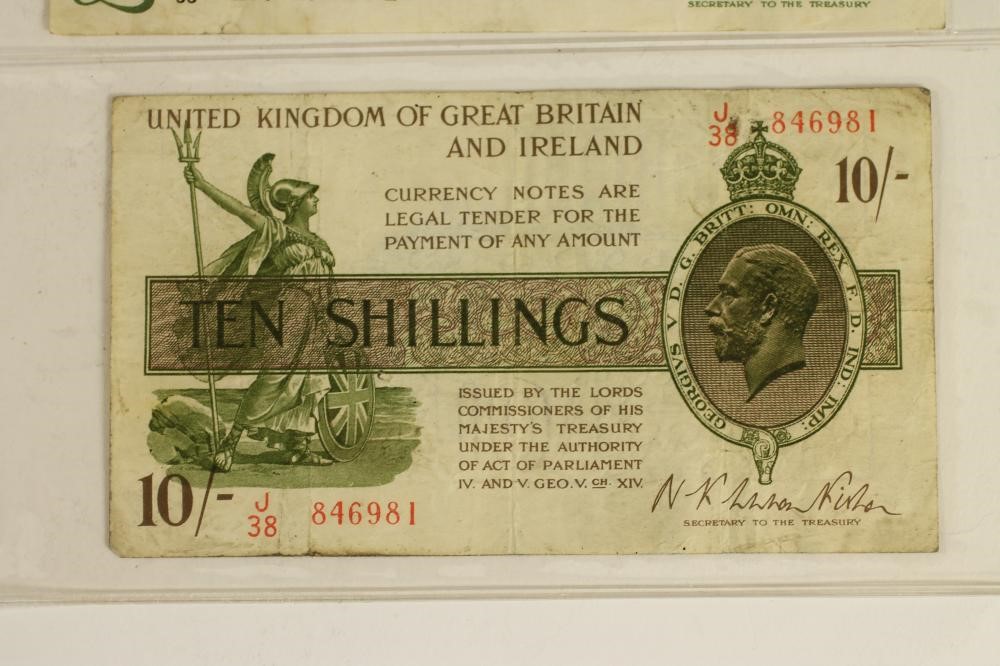 SECRETARY TO THE TREASURY
UNITED KINGDOM OF GREAT BRITAIN
AND IRELAND
J
38 846981
10/-
CURRENCY NOTES ARE
LEGAL TENDER FOR THE
PAYMENT OF ANY AMOUNT
GEORGIVS V D. G. BRITT: OMN: REX F. D. IND: IMP:
TEN SHILLINGS
ISSUED BY THE LORDS
COMMISSIONERS OF HIS
MAJESTY'S TREASURY
UNDER THE AUTHORITY
OF ACT OF PARLIAMENT
IV. AND V. GEO. V. CH. XIV.
10/-
J
38 846981
SECRETARY TO THE TREASURY